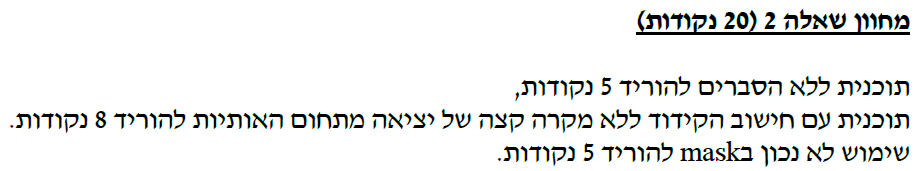 מחוון שאלה 2 (20 נקודות)
תוכנית ללא הסברים להוריד 5 נקודות,
תוכנית עם חישוב הקידוד ללא מקרה קצה של יציאה מתחום האותיות להוריד 8 נקודות.
שימוש לא נכון בmask להוריד 5 נקודות.